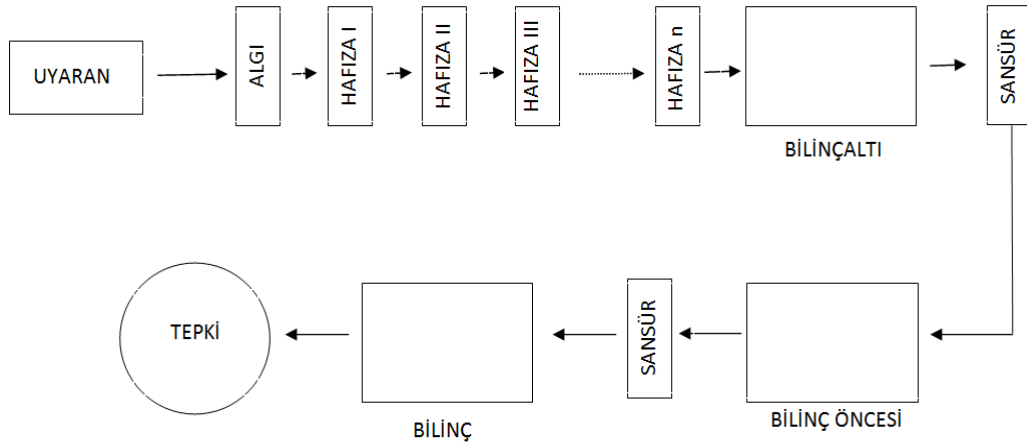 UYARAN
ALGI
HAFIZA I
HAFIZA II
HAFIZA III
HAFIZA n
BİLİNÇALTI
SANSÜR
TEPKİ
BİLİNÇ
SANSÜR
BİLİNÇ ÖNCESİ